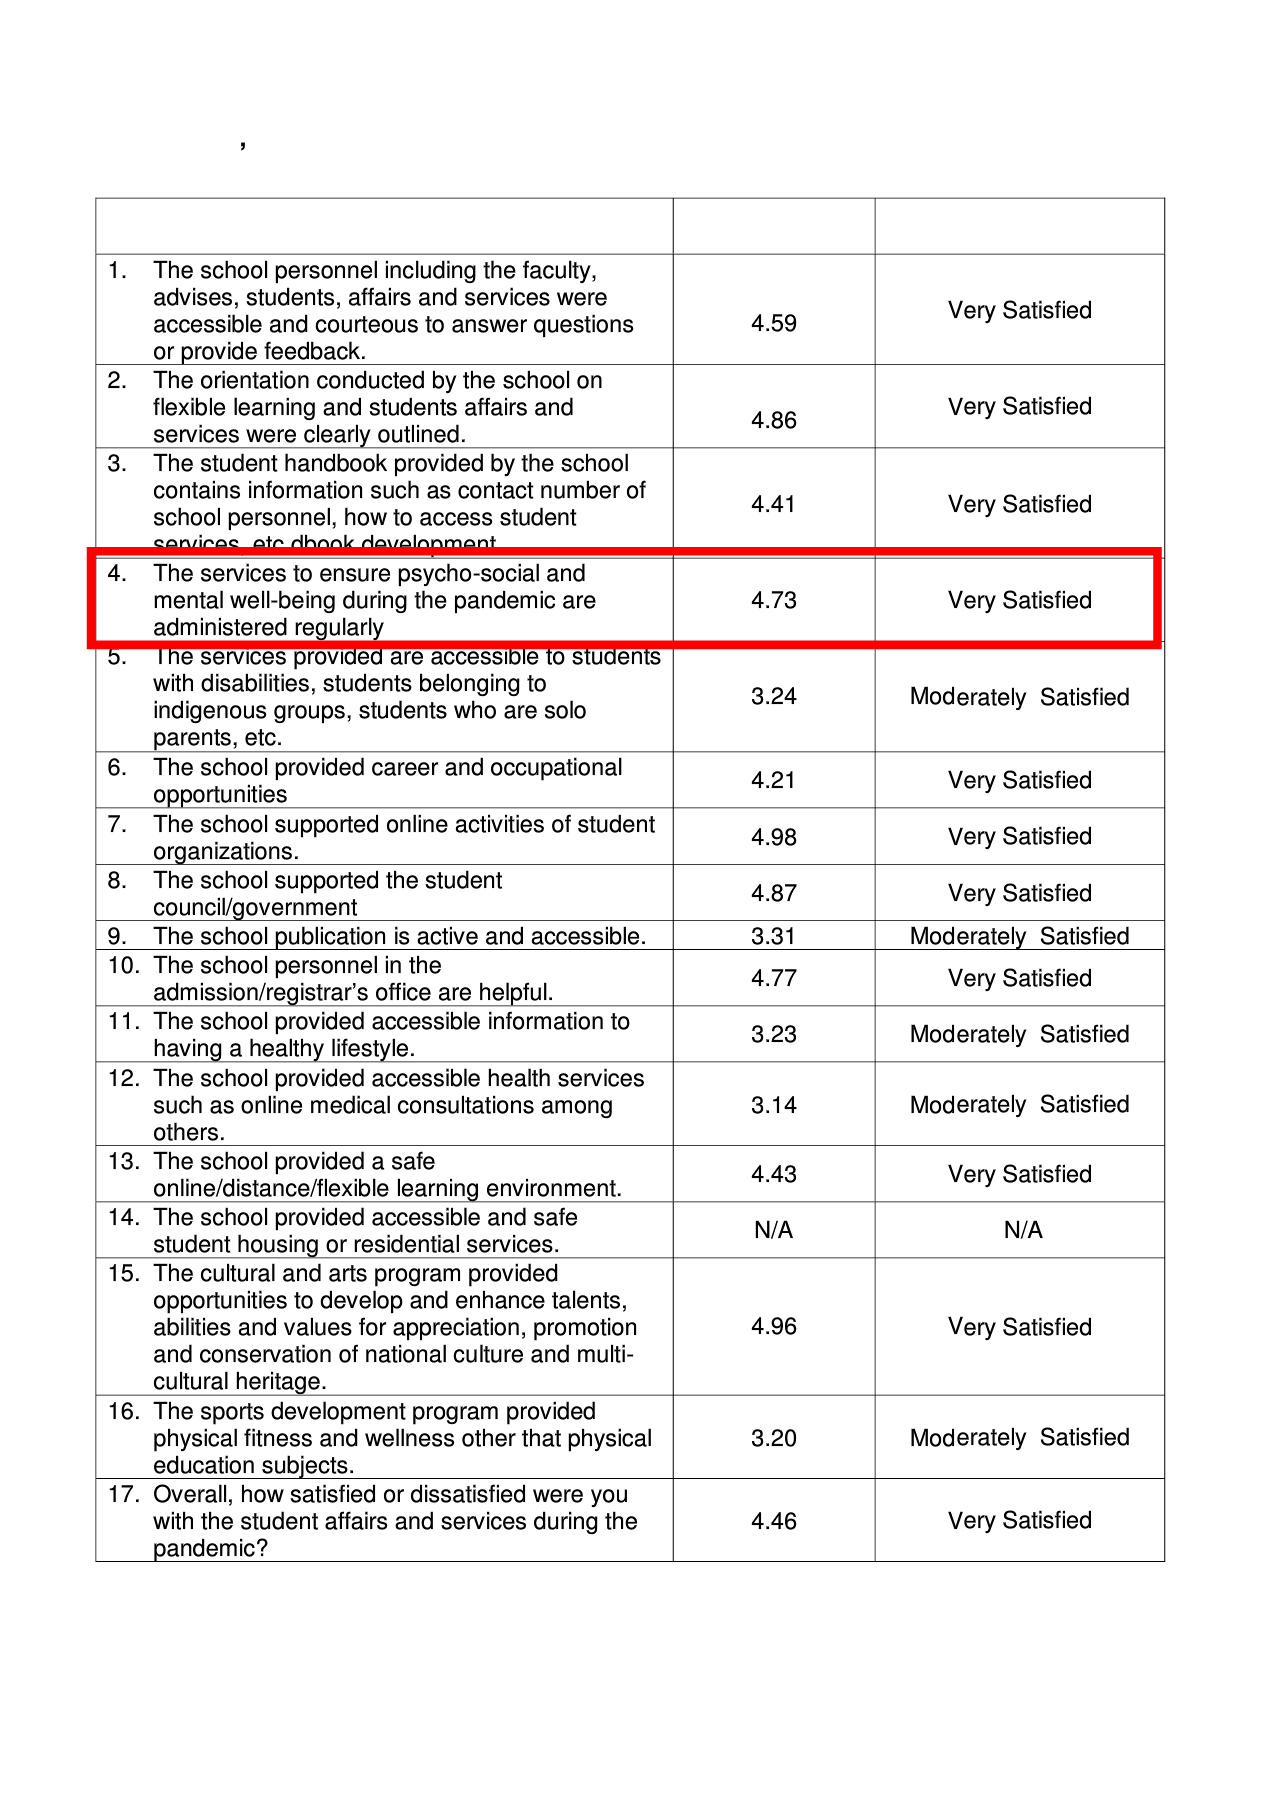 ,
1. The school personnel including the faculty,
advises, students, affairs and services were
accessible and courteous to answer questions
or provide feedback.
4.59
Very Satisfied
2. The orientation conducted by the school on
flexible learning and students affairs and
services were clearly outlined.
4.86
Very Satisfied
3. The student handbook provided by the school
contains information such as contact number of
school personnel, how to access student
services, etc dbook development
4.41
Very Satisfied
4. The services to ensure psycho-social and
mental well-being during the pandemic are
administered regularly
4.73
Very Satisfied
5. The services provided are accessible to students
with disabilities, students belonging to
indigenous groups, students who are solo
parents, etc.
3.24
Moderately Satisfied
6. The school provided career and occupational
opportunities
4.21
Very Satisfied
7. The school supported online activities of student
organizations.
4.98
Very Satisfied
8. The school supported the student
council/government
4.87
Very Satisfied
9. The school publication is active and accessible.
3.31
Moderately Satisfied
10. The school personnel in the
admission/registrar’s office are helpful.
4.77
Very Satisfied
11. The school provided accessible information to
having a healthy lifestyle.
3.23
Moderately Satisfied
12. The school provided accessible health services
such as online medical consultations among
others.
3.14
Moderately Satisfied
13. The school provided a safe
online/distance/flexible learning environment.
4.43
Very Satisfied
14. The school provided accessible and safe
student housing or residential services.
N/A
N/A
15. The cultural and arts program provided
opportunities to develop and enhance talents,
abilities and values for appreciation, promotion
and conservation of national culture and multi-
cultural heritage.
4.96
Very Satisfied
16. The sports development program provided
physical fitness and wellness other that physical
education subjects.
3.20
Moderately Satisfied
17. Overall, how satisfied or dissatisfied were you
with the student affairs and services during the
pandemic?
4.46
Very Satisfied